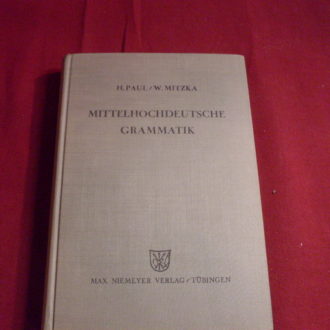 H. PAUL / W. MITZKA
MITTELHOCHDEUTSCHE
GRAMMATIK
MAX NIEMEYER VERLAG / TÜBINGEN